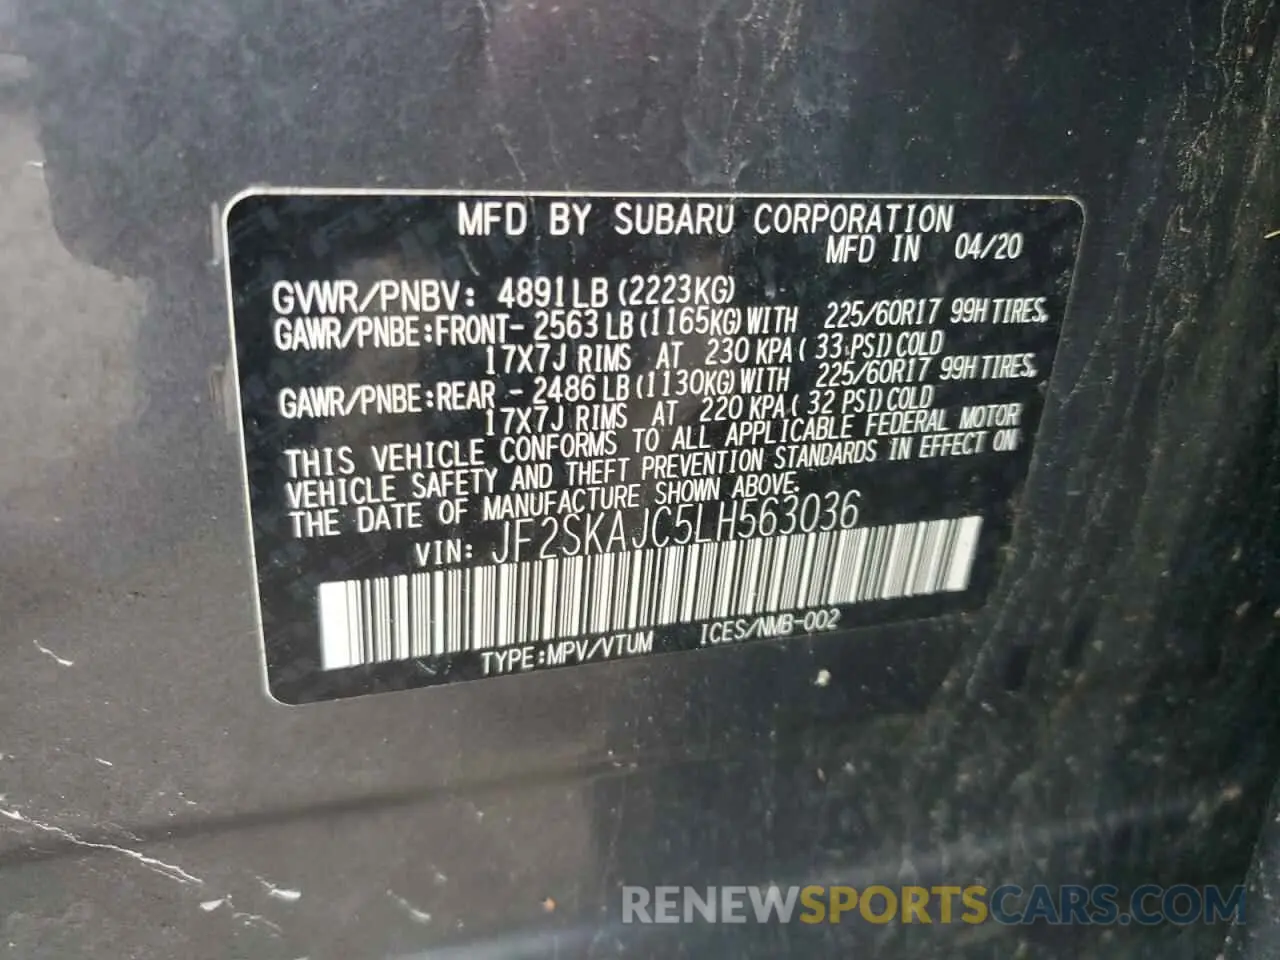 MFD BY SUBARU CORPORATION
MFD IN 04/20
GVWR/PNBV: 4891LB (2223KG)
GAWR/PNBE:FRONT- 2563 LB (1165KG) WITH 225/60R17 99H TIRES,
17X7J RIMS AT 230 KPA ( 33 PSI) COLD
GAWR/PNBE:REAR - 2486 LB (1130KG) WITH 225/60R17 99H TIRES,
17X7J RIMS AT 220 KPA ( 32 PSI) COLD
THIS VEHICLE CONFORMS TO ALL APPLICABLE FEDERAL MOTOR
VEHICLE SAFETY AND THEFT PREVENTION STANDARDS IN EFFECT ON
THE DATE OF MANUFACTURE SHOWN ABOVE.
VIN: JF2SKAJC5LH563036
TYPE:MPV/VTUM ICES/NMB-002
RENEWSPORTSCARS.COM